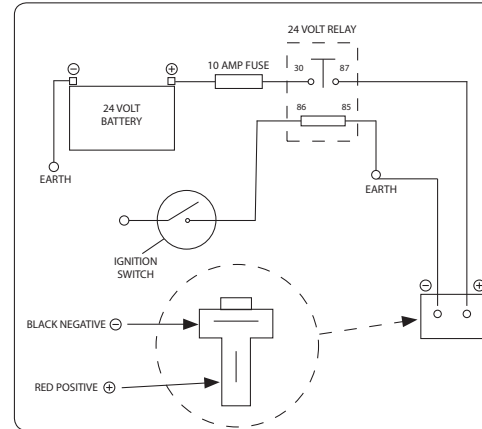 24 VOLT RELAY
10 AMP FUSE
30
87
⊖
⊕
24 VOLT
BATTERY
86
85
EARTH
EARTH
IGNITION
SWITCH
⊖
⊕
BLACK NEGATIVE ⊖
RED POSITIVE ⊕